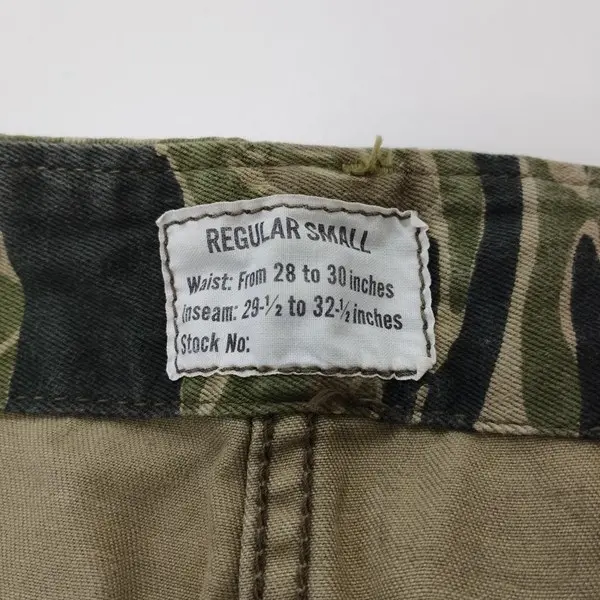 REGULAR SMALL
Waist: From 28 to 30 inches
Inseam: 29-1/2 to 32-1/2 inches
Stock No: